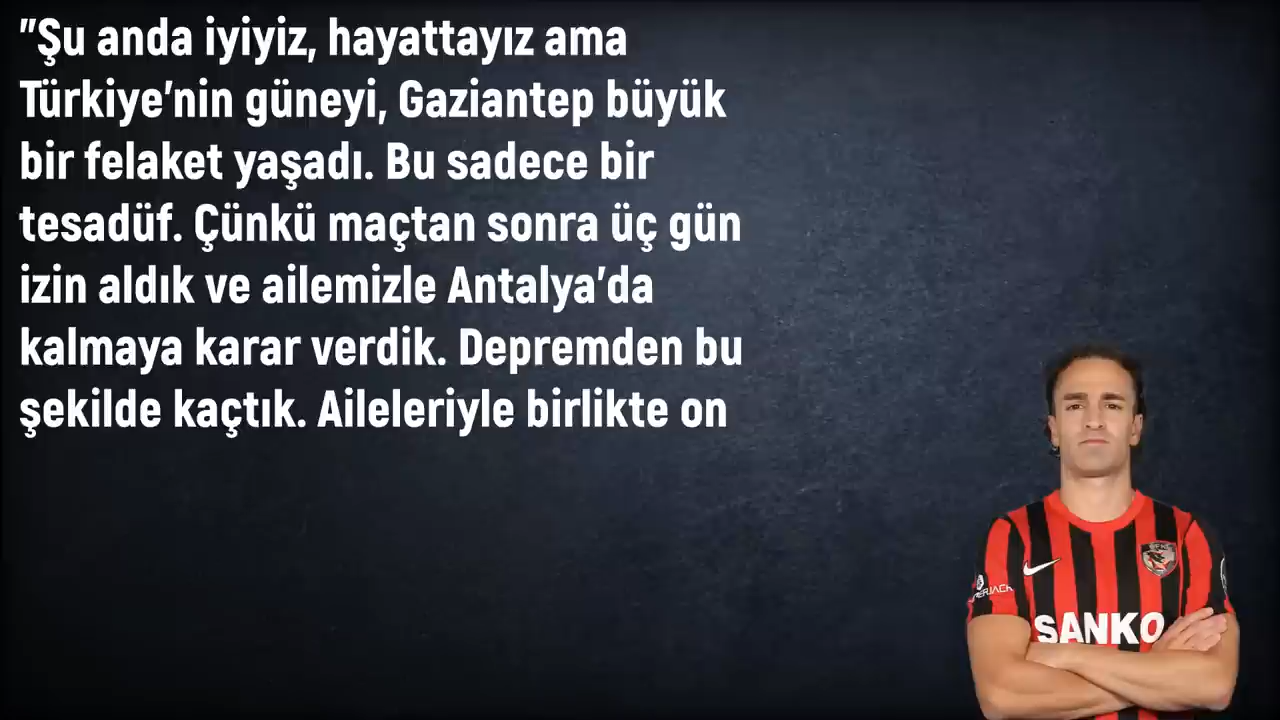 "Şu anda iyiyiz, hayattayız ama
Türkiye'nin güneyi, Gaziantep büyük
bir felaket yaşadı. Bu sadece bir
tesadüf. Çünkü maçtan sonra üç gün
izin aldık ve ailemizle Antalya'da
kalmaya karar verdik. Depremden bu
şekilde kaçtık. Aileleriyle birlikte on
SANKO